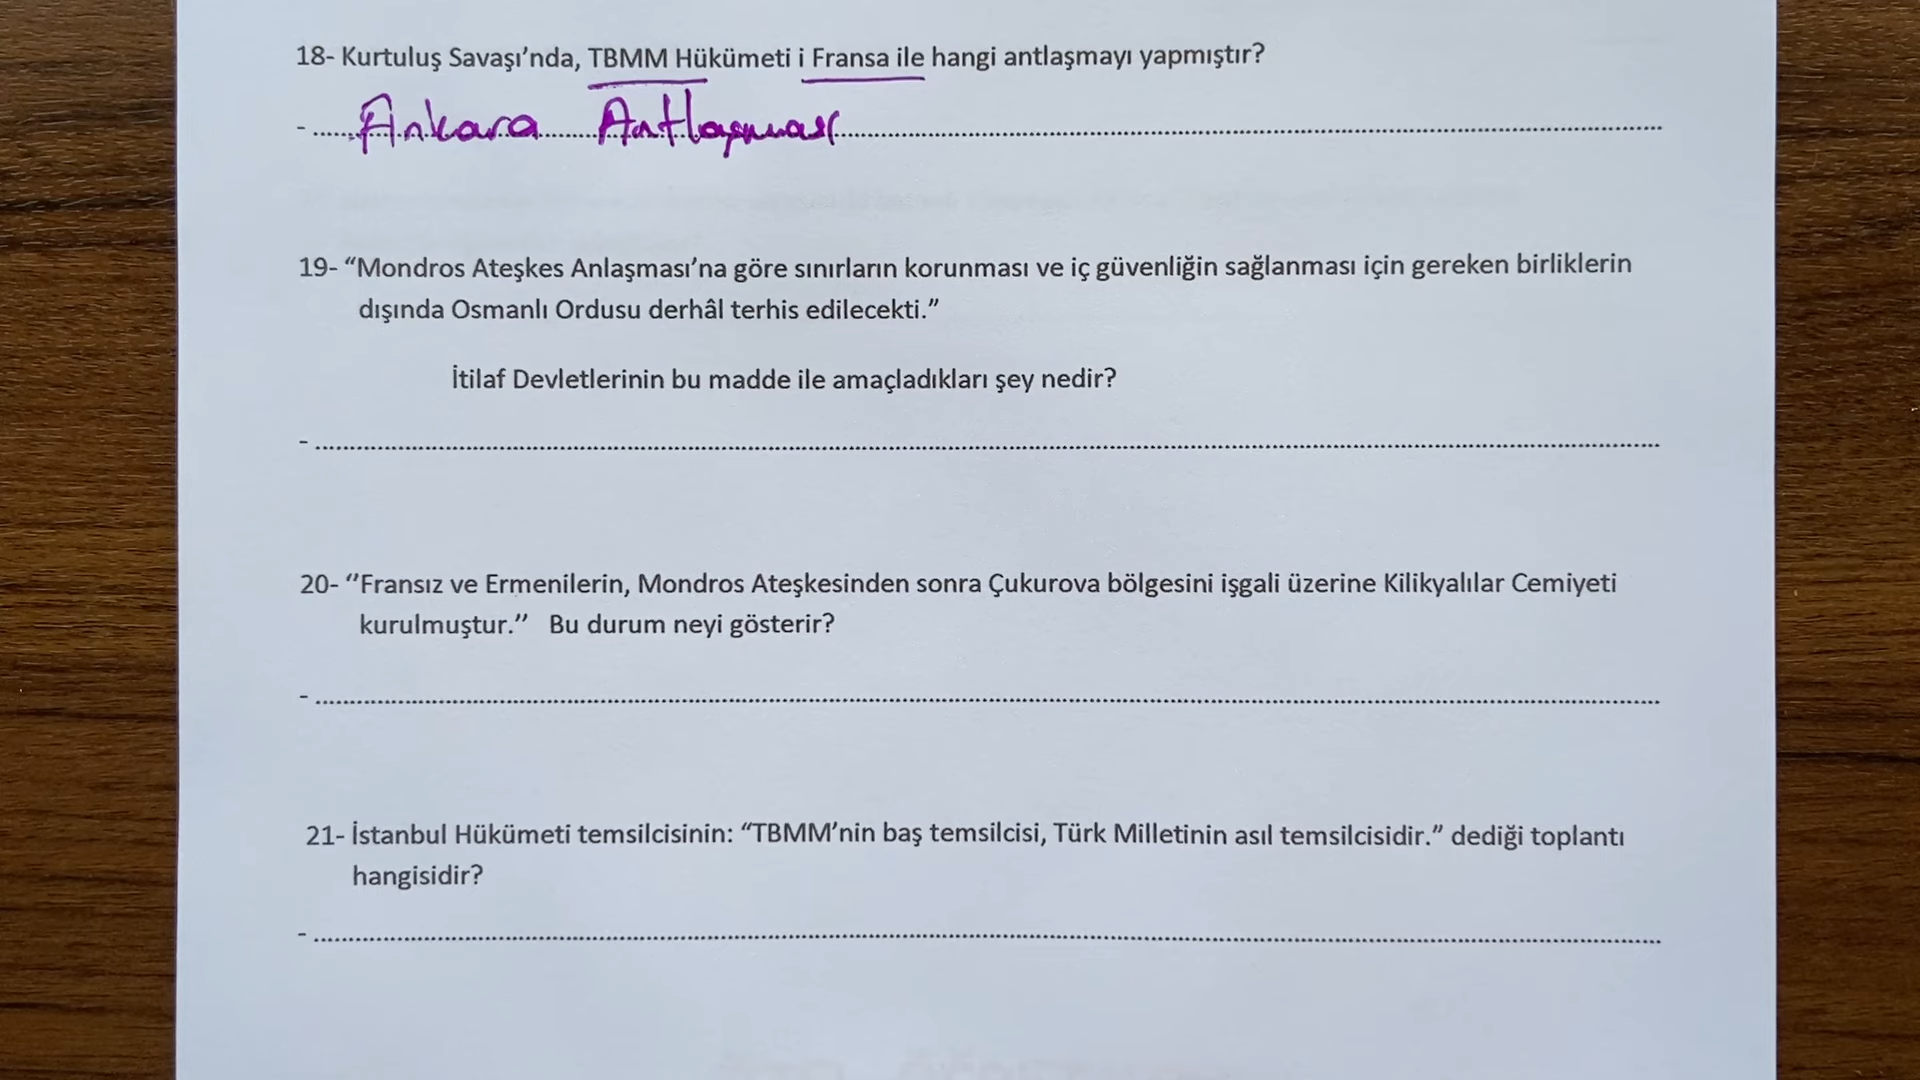 18- Kurtuluş Savaşı'nda, TBMM Hükümeti i Fransa ile hangi antlaşmayı yapmıştır?
- ......Ankara.........Antlaşması..........................................................
19- “Mondros Ateşkes Anlaşması’na göre sınırların korunması ve iç güvenliğin sağlanması için gereken birliklerin
dışında Osmanlı Ordusu derhâl terhis edilecekti.”
İtilaf Devletlerinin bu madde ile amaçladıkları şey nedir?
- ....................................................................................
20- ‘’Fransız ve Ermenilerin, Mondros Ateşkesinden sonra Çukurova bölgesini işgali üzerine Kilikyalılar Cemiyeti
kurulmuştur.’’ Bu durum neyi gösterir?
- ....................................................................................
21- İstanbul Hükümeti temsilcisinin: “TBMM’nin baş temsilcisi, Türk Milletinin asıl temsilcisidir.” dediği toplantı
hangisidir?
- ....................................................................................